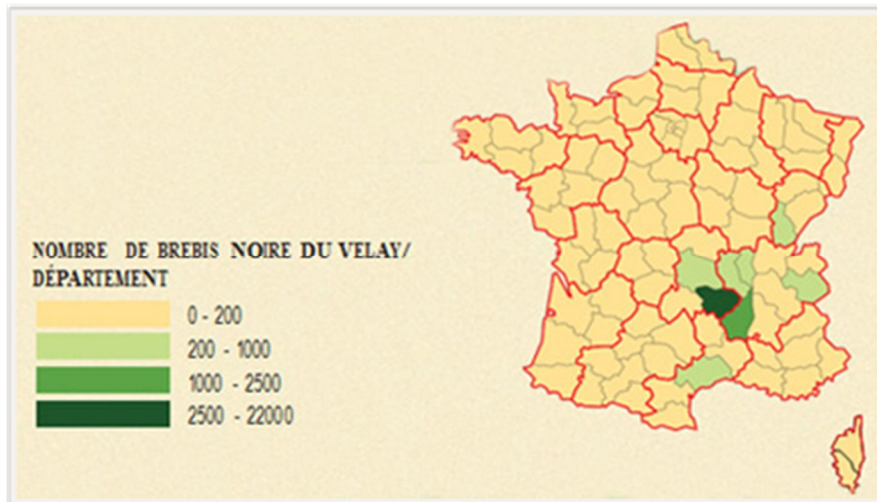 NOMBRE DE BREBIS NOIRE DU VELAY/
DÉPARTEMENT
0 - 200
200 - 1000
1000 - 2500
2500 - 22000